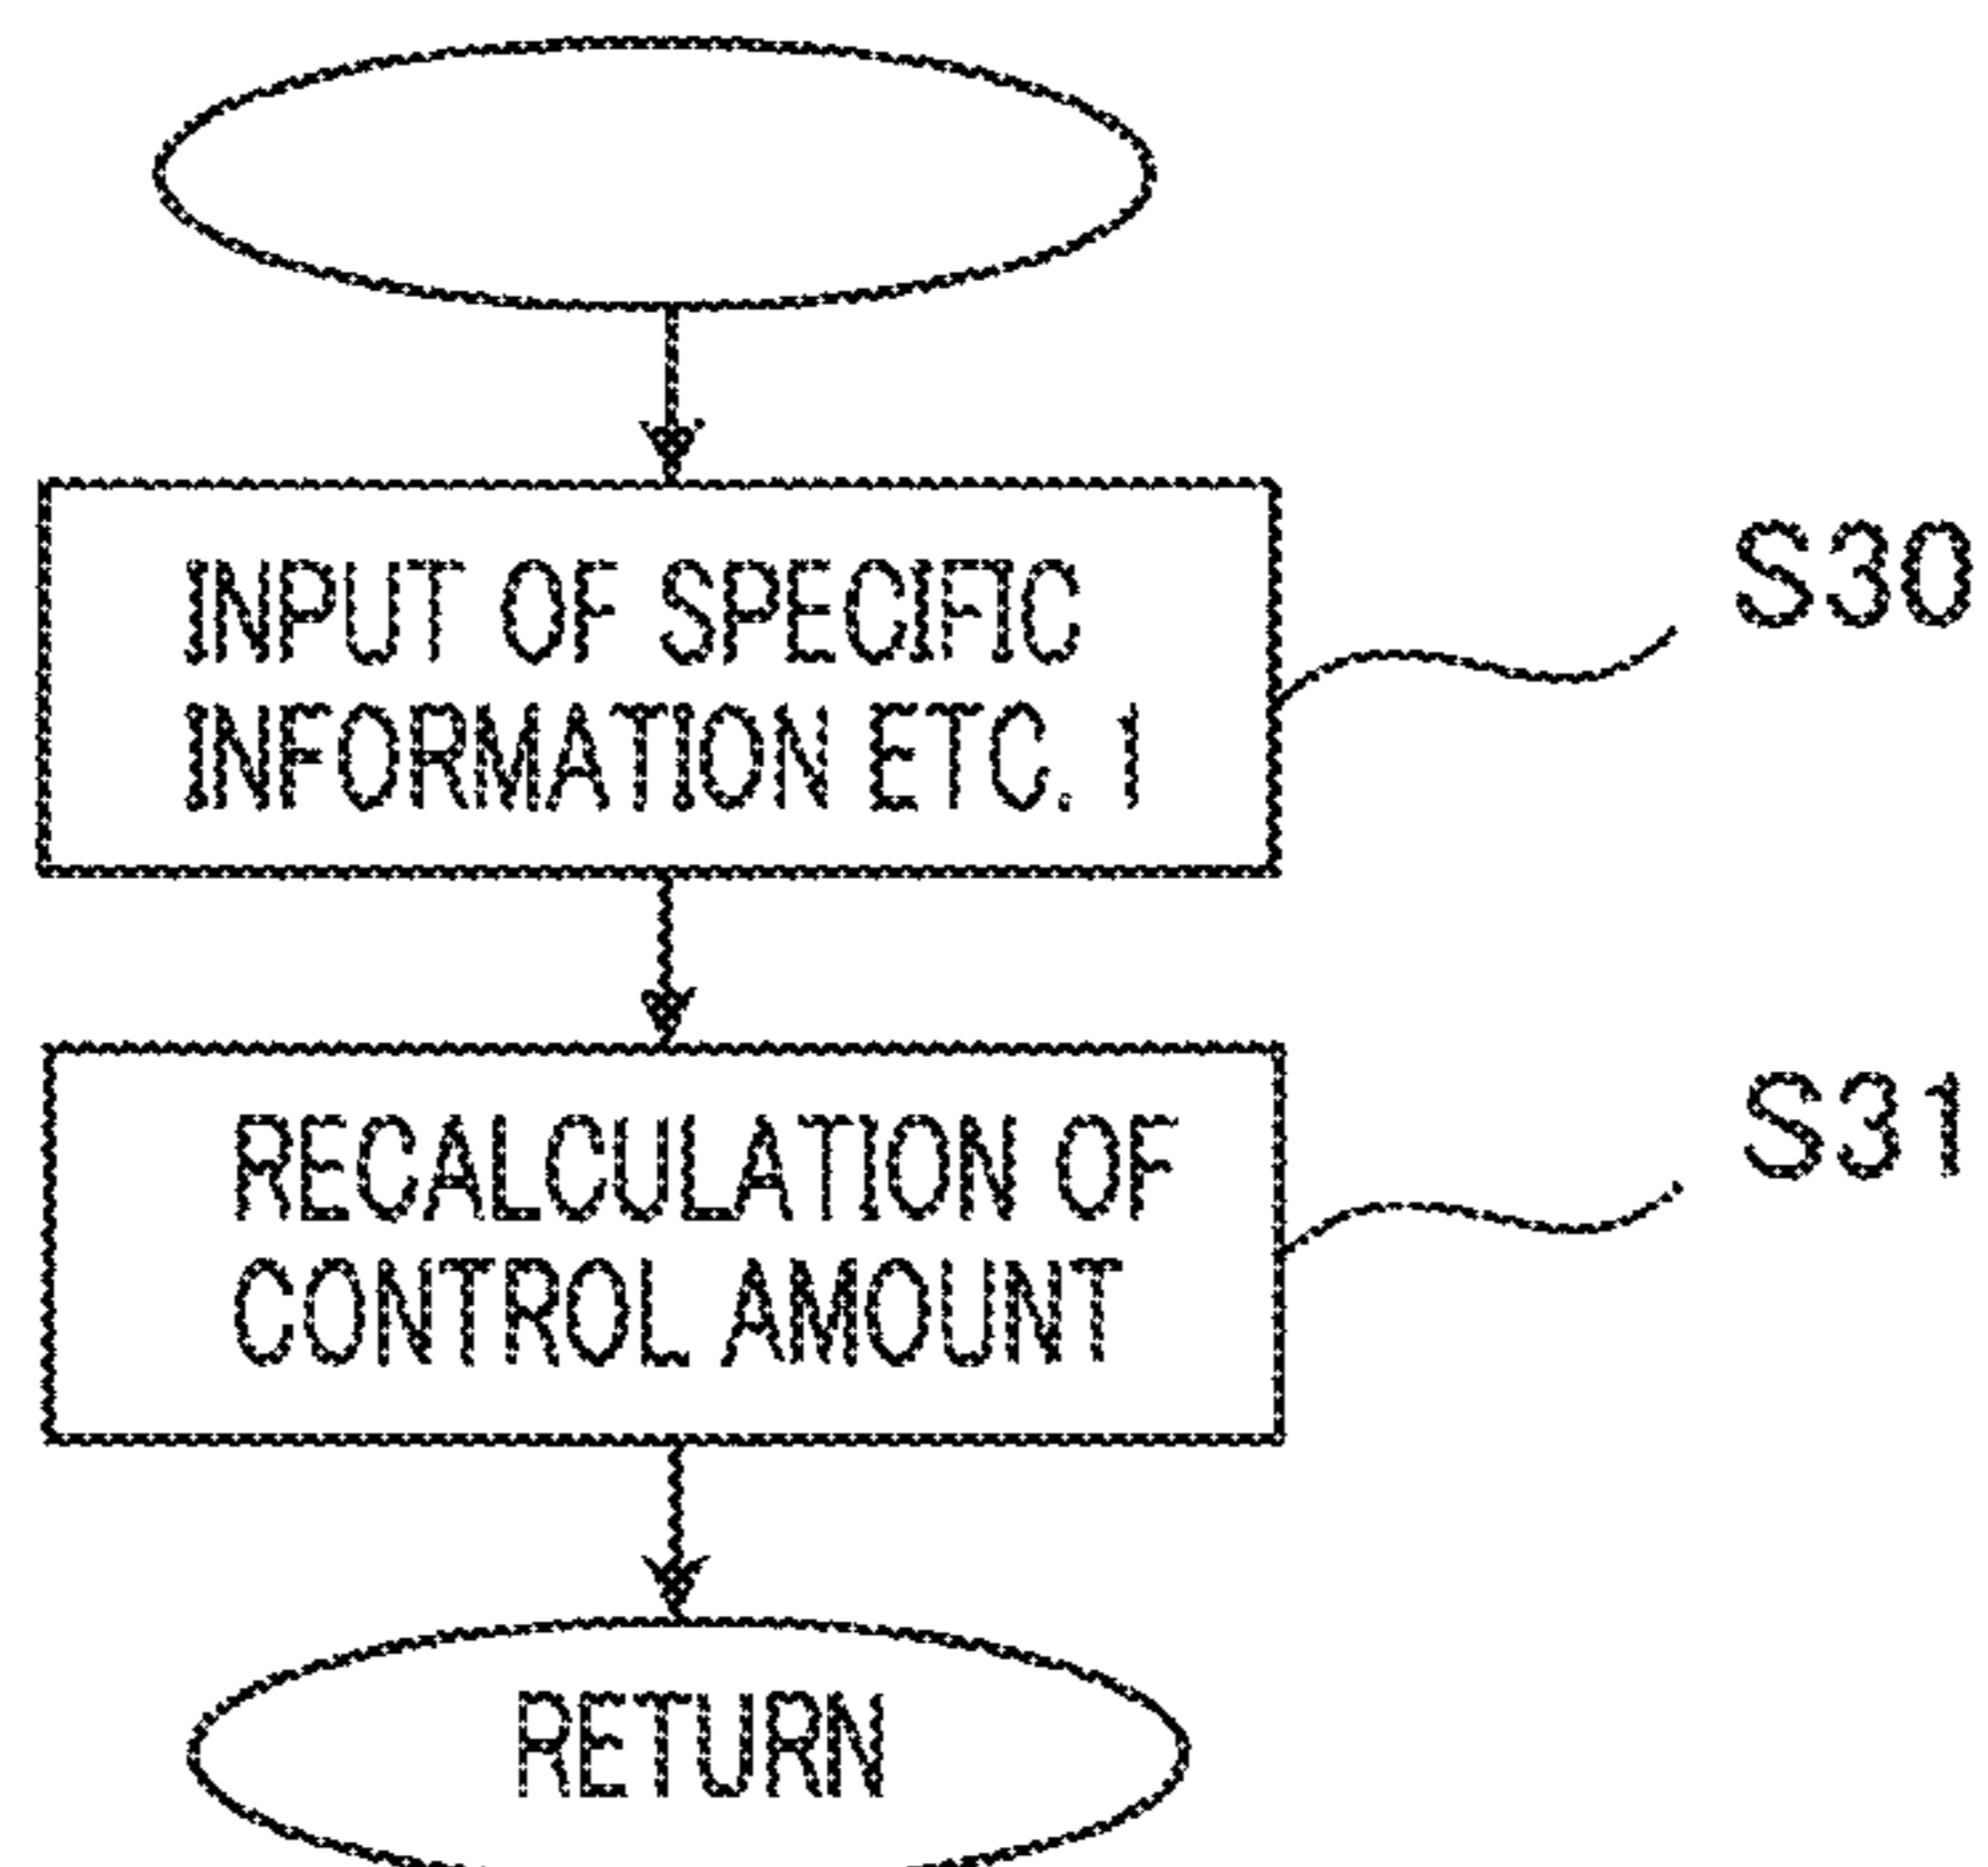 INPUT OF SPECIFIC
INFORMATION ETC. 1
S30
RECALCULATION OF
CONTROL AMOUNT
S31
RETURN